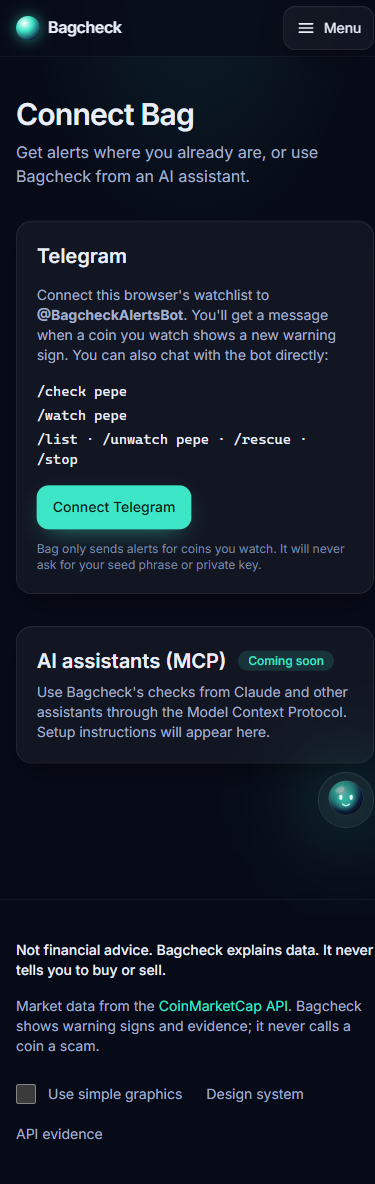 Bagcheck
Menu
Connect Bag
Get alerts where you already are, or use
Bagcheck from an AI assistant.
Telegram
Connect this browser's watchlist to
@BagcheckAlertsBot. You'll get a message
when a coin you watch shows a new warning
sign. You can also chat with the bot directly:
/check pepe
/watch pepe
/list · /unwatch pepe · /rescue ·
/stop
Connect Telegram
Bag only sends alerts for coins you watch. It will never
ask for your seed phrase or private key.
AI assistants (MCP) Coming soon
Use Bagcheck's checks from Claude and other
assistants through the Model Context Protocol.
Setup instructions will appear here.
Not financial advice. Bagcheck explains data. It never
tells you to buy or sell.
Market data from the CoinMarketCap API. Bagcheck
shows warning signs and evidence; it never calls a
coin a scam.
Use simple graphics Design system
API evidence